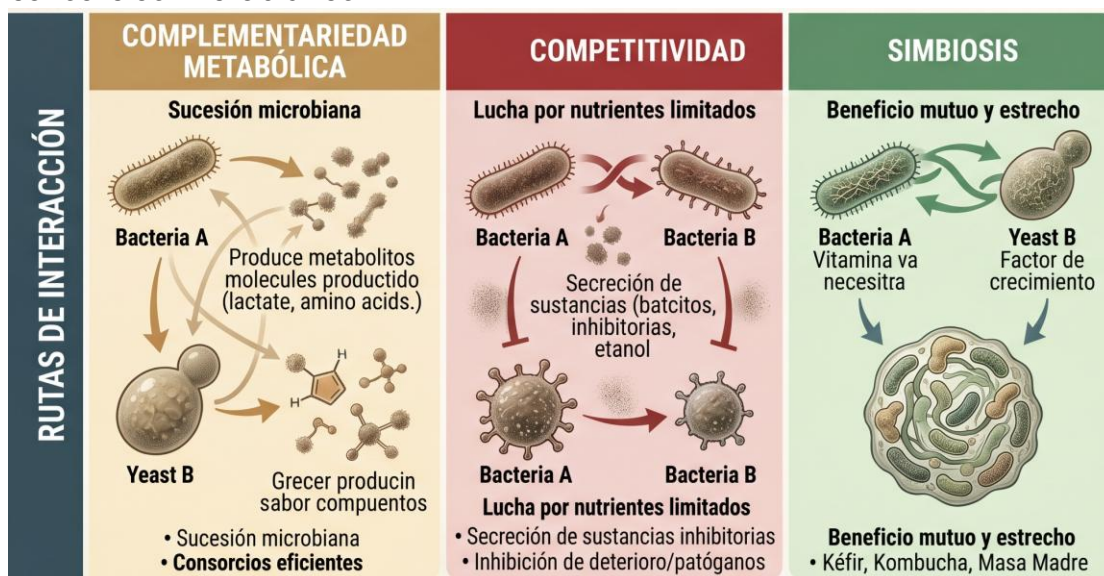 RUTAS DE INTERACCIÓN
COMPLEMENTARIEDAD
METABÓLICA
Sucesión microbiana
Bacteria A
Produce metabolitos
molecules productido
(lactate, amino acids.)
Yeast B
Grecer producin
sabor compuentos
H
H
• Sucesión microbiana
• Consorcios eficientes
COMPETITIVIDAD
Lucha por nutrientes limitados
Bacteria A
Bacteria B
Secreción de
sustancias (batcitos,
inhibitorias,
etanol
Bacteria A
Bacteria B
Lucha por nutrientes limitados
• Secreción de sustancias inhibitorias
• Inhibición de deterioro/patóganos
SIMBIOSIS
Beneficio mutuo y estrecho
Bacteria A
Vitamina va
necesitra
Yeast B
Factor de
crecimiento
Beneficio mutuo y estrecho
• Kéfir, Kombucha, Masa Madre